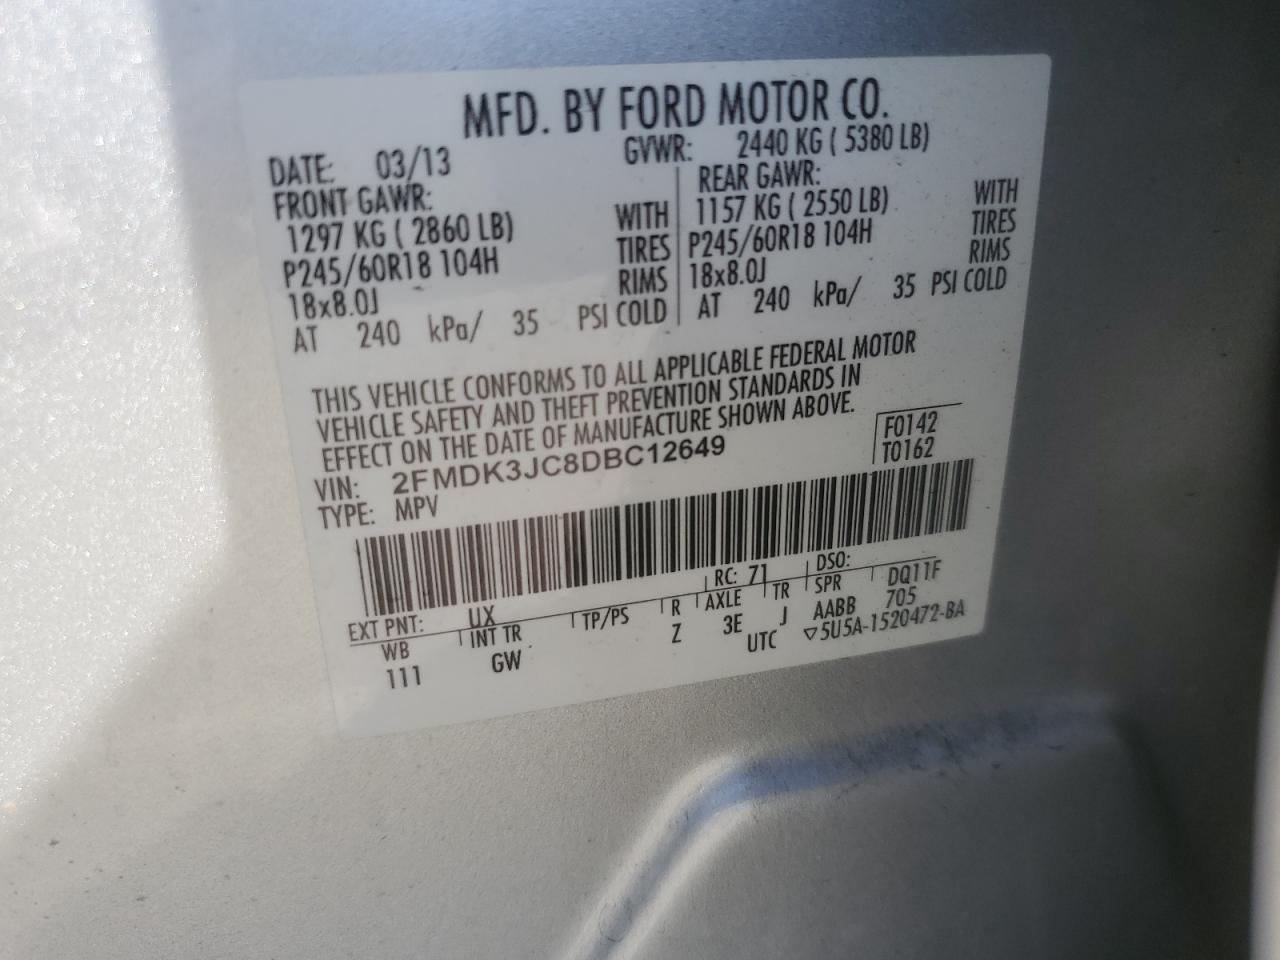 MFD. BY FORD MOTOR CO.
DATE: 03/13 GVWR: 2440 KG ( 5380 LB)
FRONT GAWR: REAR GAWR:
1297 KG ( 2860 LB) WITH 1157 KG ( 2550 LB) WITH
P245/60R18 104H TIRES P245/60R18 104H TIRES
18x8.0J RIMS 18x8.0J RIMS
AT 240 kPa/ 35 PSI COLD AT 240 kPa/ 35 PSI COLD
THIS VEHICLE CONFORMS TO ALL APPLICABLE FEDERAL MOTOR
VEHICLE SAFETY AND THEFT PREVENTION STANDARDS IN
EFFECT ON THE DATE OF MANUFACTURE SHOWN ABOVE.
VIN: 2FMDK3JC8DBC12649 F0142
TYPE: MPV T0162
EXT PNT: UX RC: 71 DSO:
WB INT TR TP/PS R AXLE TR SPR DQ11F
111 GW Z 3E J AABB 705
UTC ▽5U5A-1520472-BA